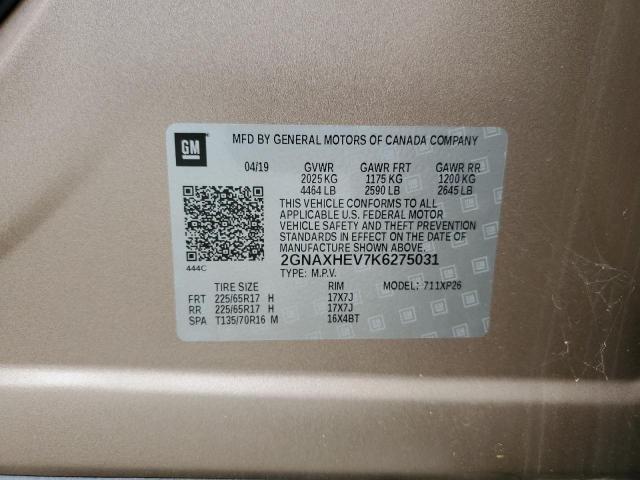 GM
MFD BY GENERAL MOTORS OF CANADA COMPANY
04/19 GVWR GAWR FRT GAWR RR
2025 KG 1175 KG 1200 KG
4464 LB 2590 LB 2645 LB
THIS VEHICLE CONFORMS TO ALL
APPLICABLE U.S. FEDERAL MOTOR
VEHICLE SAFETY AND THEFT PREVENTION
STANDARDS IN EFFECT ON THE DATE OF
MANUFACTURE SHOWN ABOVE.
444C 2GNAXHEV7K6275031
TYPE: M.P.V. MODEL: 711XP26
TIRE SIZE RIM
FRT 225/65R17 H 17X7J
RR 225/65R17 H 17X7J
SPA T135/70R16 M 16X4BT